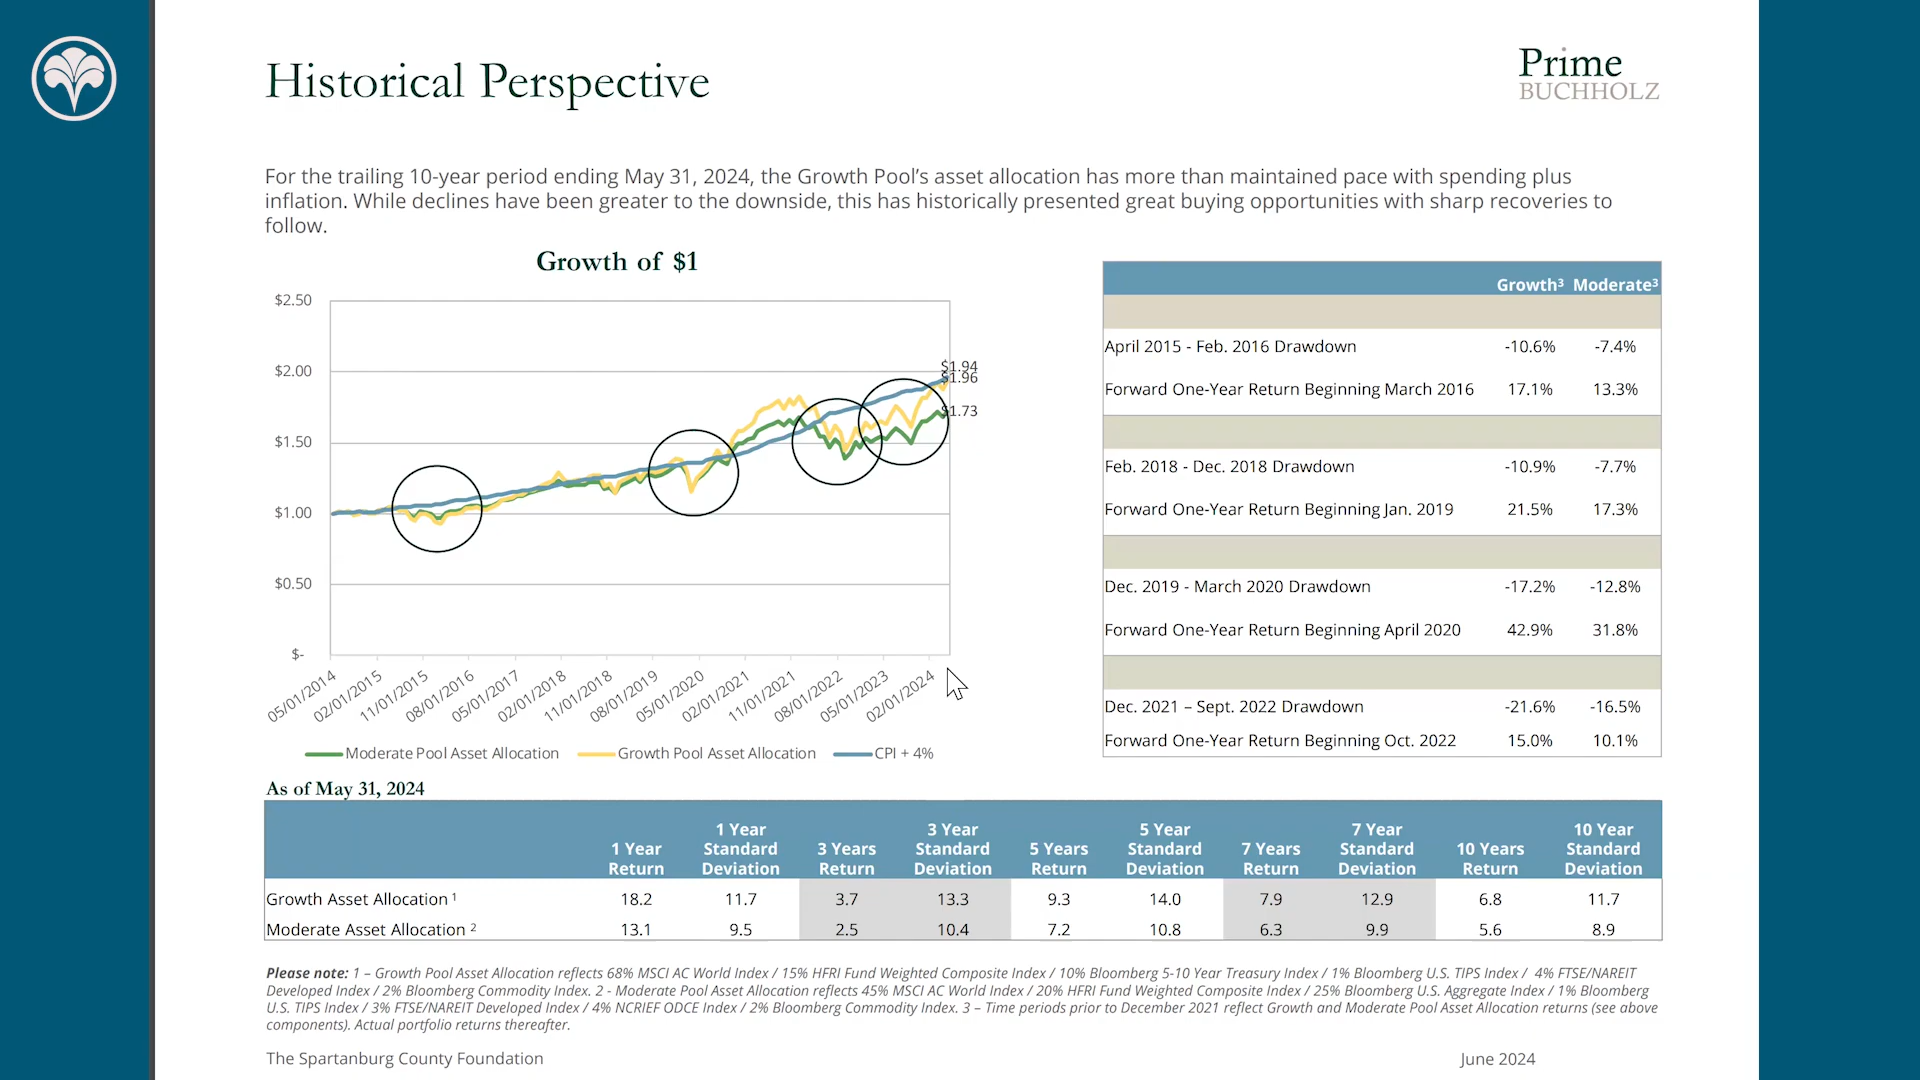 Historical Perspective
Prime
BUCHHOLZ
For the trailing 10-year period ending May 31, 2024, the Growth Pool’s asset allocation has more than maintained pace with spending plus
inflation. While declines have been greater to the downside, this has historically presented great buying opportunities with sharp recoveries to
follow.
Growth of $1
$2.50
$2.00
$1.50
$1.00
$0.50
$-
$1.94
$1.96
$1.73
05/01/2014
02/01/2015
11/01/2015
08/01/2016
05/01/2017
02/01/2018
11/01/2018
08/01/2019
05/01/2020
02/01/2021
11/01/2021
08/01/2022
05/01/2023
02/01/2024
Moderate Pool Asset Allocation Growth Pool Asset Allocation CPI + 4%
Growth3 Moderate3
April 2015 - Feb. 2016 Drawdown -10.6% -7.4%
Forward One-Year Return Beginning March 2016 17.1% 13.3%
Feb. 2018 - Dec. 2018 Drawdown -10.9% -7.7%
Forward One-Year Return Beginning Jan. 2019 21.5% 17.3%
Dec. 2019 - March 2020 Drawdown -17.2% -12.8%
Forward One-Year Return Beginning April 2020 42.9% 31.8%
Dec. 2021 – Sept. 2022 Drawdown -21.6% -16.5%
Forward One-Year Return Beginning Oct. 2022 15.0% 10.1%
As of May 31, 2024
1 Year Return 1 Year Standard Deviation 3 Years Return 3 Year Standard Deviation 5 Years Return 5 Year Standard Deviation 7 Years Return 7 Year Standard Deviation 10 Years Return 10 Year Standard Deviation
Growth Asset Allocation 1 18.2 11.7 3.7 13.3 9.3 14.0 7.9 12.9 6.8 11.7
Moderate Asset Allocation 2 13.1 9.5 2.5 10.4 7.2 10.8 6.3 9.9 5.6 8.9
Please note: 1 – Growth Pool Asset Allocation reflects 68% MSCI AC World Index / 15% HFRI Fund Weighted Composite Index / 10% Bloomberg 5-10 Year Treasury Index / 1% Bloomberg U.S. TIPS Index / 4% FTSE/NAREIT
Developed Index / 2% Bloomberg Commodity Index. 2 - Moderate Pool Asset Allocation reflects 45% MSCI AC World Index / 20% HFRI Fund Weighted Composite Index / 25% Bloomberg U.S. Aggregate Index / 1% Bloomberg
U.S. TIPS Index / 3% FTSE/NAREIT Developed Index / 4% NCRIEF ODCE Index / 2% Bloomberg Commodity Index. 3 – Time periods prior to December 2021 reflect Growth and Moderate Pool Asset Allocation returns (see above
components). Actual portfolio returns thereafter.
The Spartanburg County Foundation
June 2024